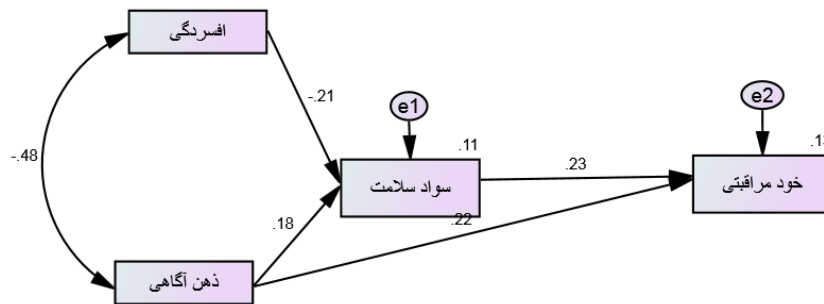 افسردگی
-.21
e1
e2
-.48
.11
.23
سواد سلامت
خود مراقبتی
.18
.22
ذهن آگاهی